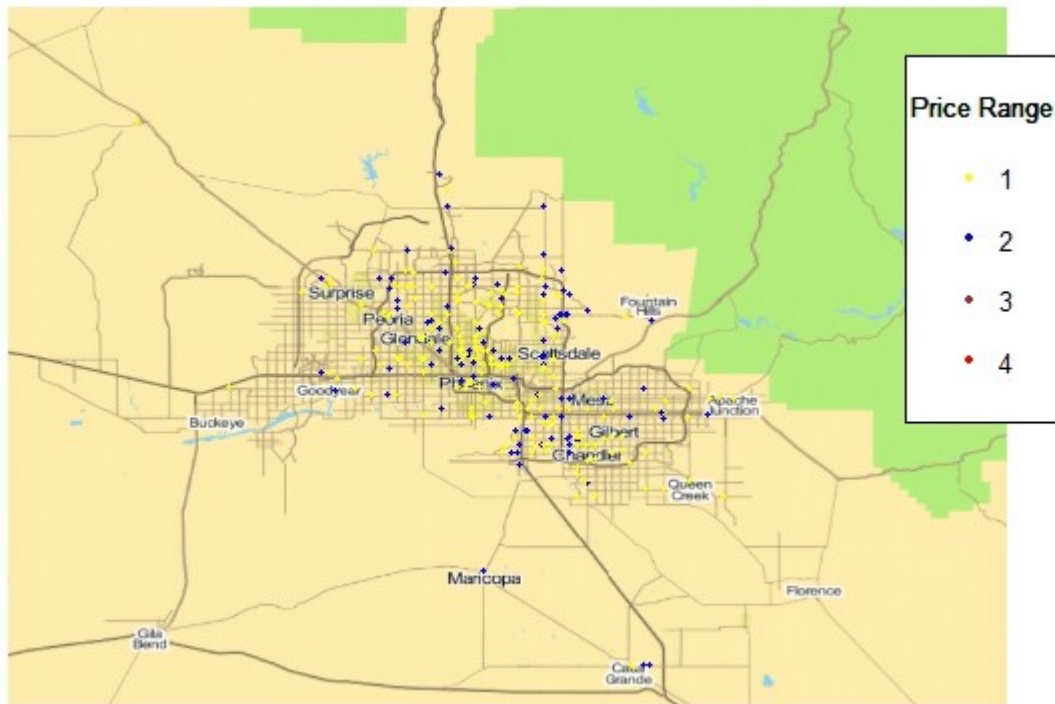 Price Range
1
2
3
4
Surprise
Peoria
Glendale
Fountain
Hills
Scottsdale
Phoenix
Goodyear
Buckeye
Mesa
Apache
Junction
Gilbert
Chandler
Queen
Creek
Maricopa
Florence
Gila
Bend
Casa
Grande